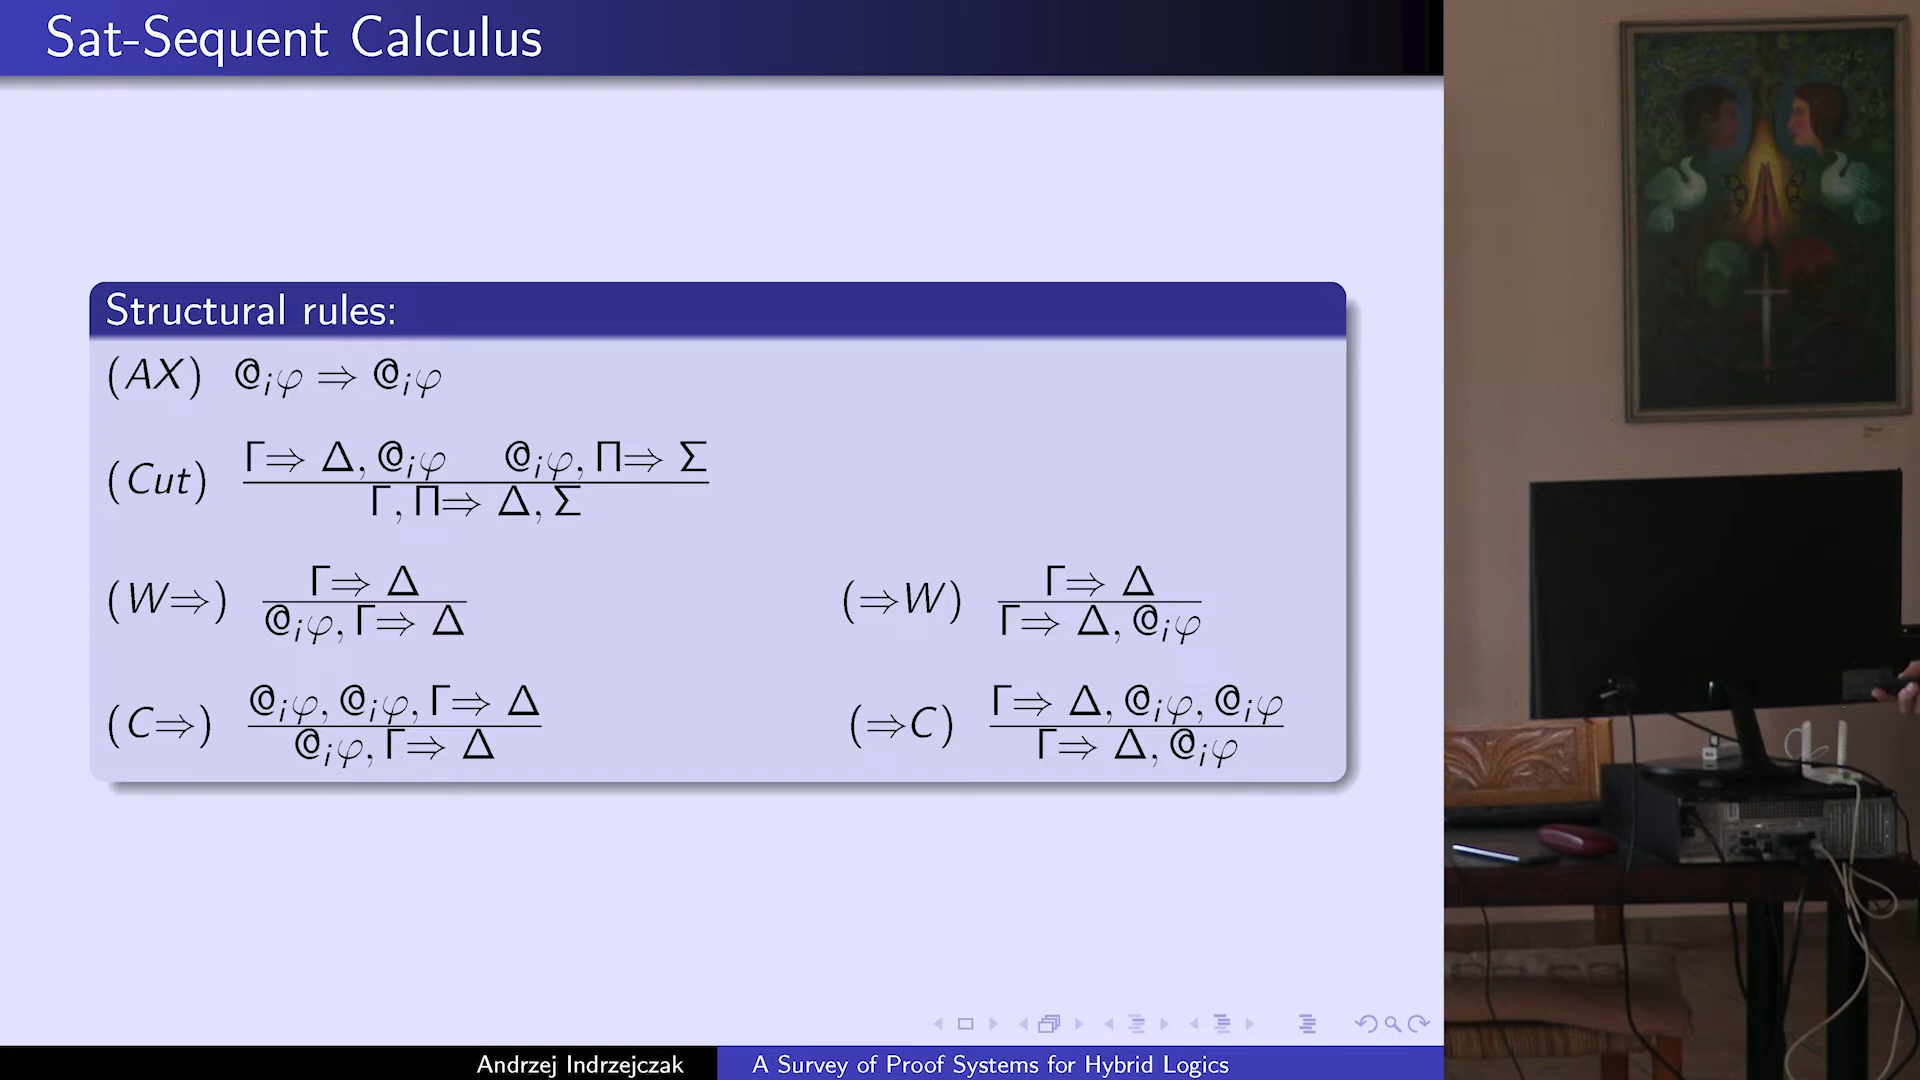 Sat-Sequent Calculus
Structural rules:
(AX) @ᵢφ ⇒ @ᵢφ
(Cut) Γ⇒ Δ, @ᵢφ @ᵢφ, Π⇒ Σ
Γ, Π⇒ Δ, Σ
(W⇒) Γ⇒ Δ
@ᵢφ, Γ⇒ Δ
(⇒W) Γ⇒ Δ
Γ⇒ Δ, @ᵢφ
(C⇒) @ᵢφ, @ᵢφ, Γ⇒ Δ
@ᵢφ, Γ⇒ Δ
(⇒C) Γ⇒ Δ, @ᵢφ, @ᵢφ
Γ⇒ Δ, @ᵢφ
Andrzej Indrzejczak
A Survey of Proof Systems for Hybrid Logics